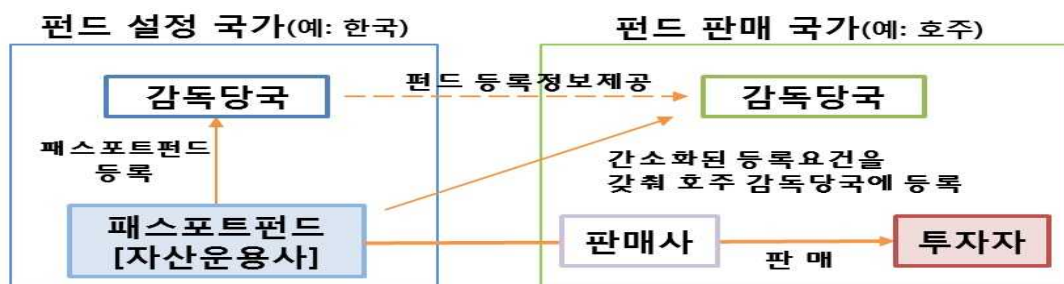 펀드 설정 국가(예: 한국)
펀드 판매 국가(예: 호주)
감독당국
펀드 등록정보제공
감독당국
패스포트펀드
등록
간소화된 등록요건을
갖춰 호주 감독당국에 등록
패스포트펀드
[자산운용사]
판매사
판 매
투자자